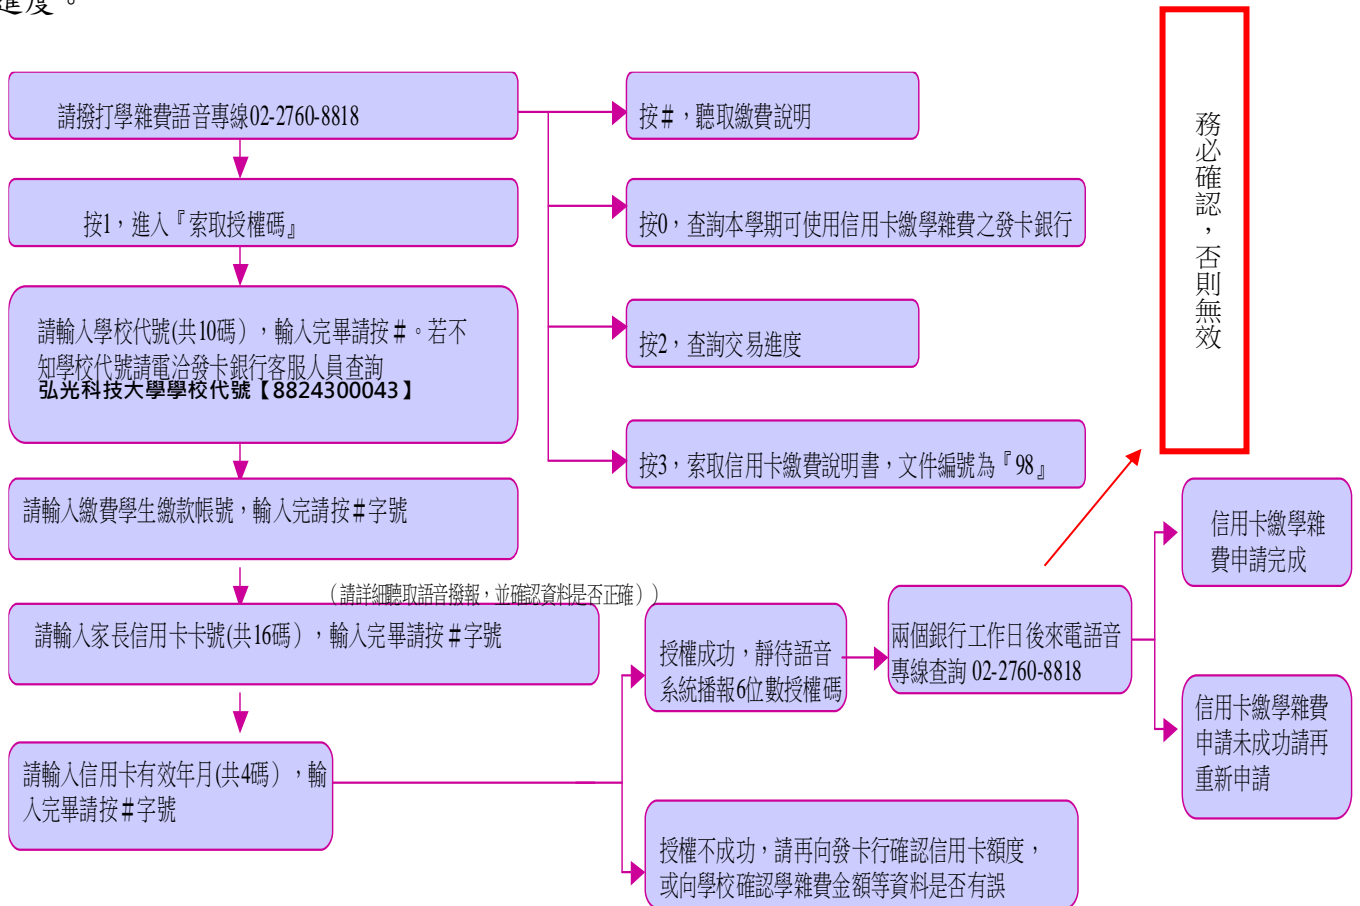 進度。
請撥打學雜費語音專線02-2760-8818
按1，進入『索取授權碼』
請輸入學校代號(共10碼），輸入完畢請按＃。若不
知學校代號請電洽發卡銀行客服人員查詢
弘光科技大學學校代號【8824300043】
請輸入繳費學生繳款帳號，輸入完請按＃字號
（請詳細聽取語音撥報，並確認資料是否正確））
請輸入家長信用卡卡號(共16碼），輸入完畢請按＃字號
請輸入信用卡有效年月(共4碼），輸
入完畢請按＃字號
按＃，聽取繳費說明
按0，查詢本學期可使用信用卡繳學雜費之發卡銀行
按2，查詢交易進度
按3，索取信用卡繳費說明書，文件編號為『98』
授權成功，靜待語音
系統播報6位數授權碼
授權不成功，請再向發卡行確認信用卡額度，
或向學校確認學雜費金額等資料是否有誤
兩個銀行工作日後來電語音
專線查詢 02-2760-8818
務必確認，否則無效
信用卡繳學雜
費申請完成
信用卡繳學雜費
申請未成功請再
重新申請